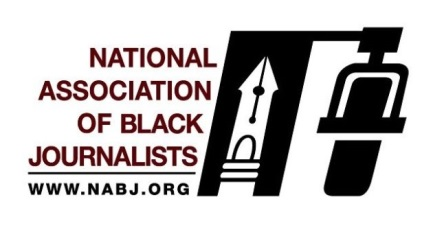 NATIONAL
ASSOCIATION
OF BLACK
JOURNALISTS
WWW.NABJ.ORG